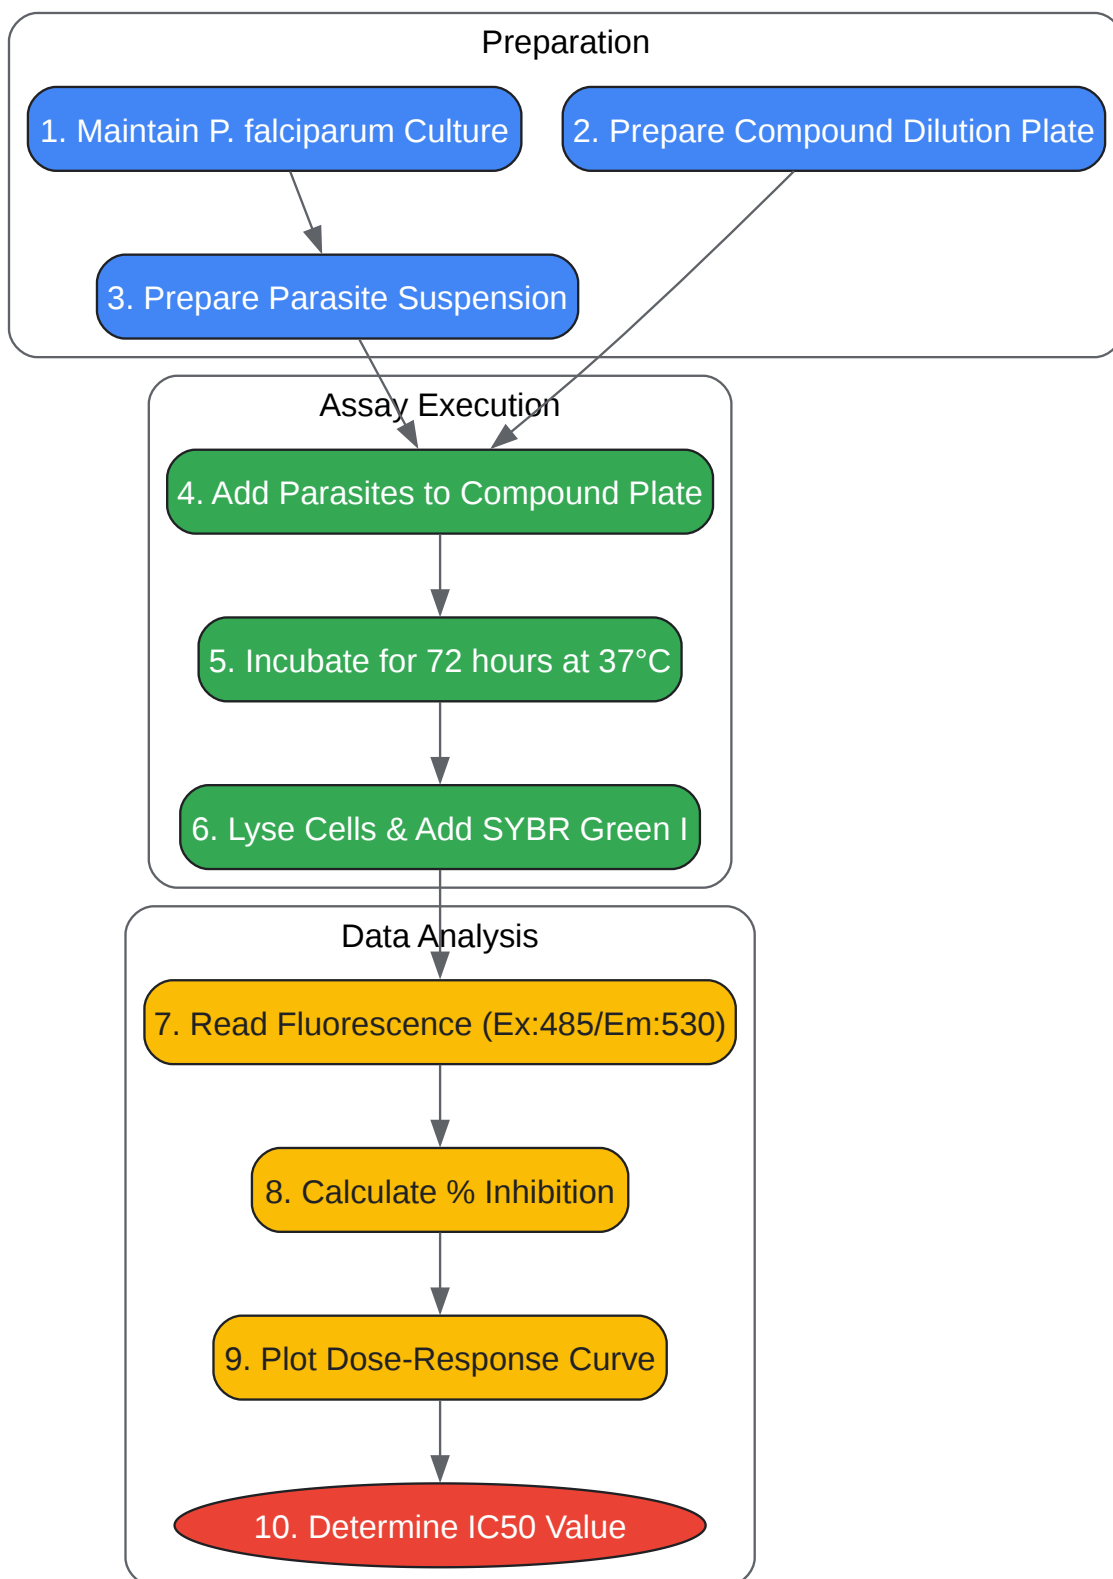 Preparation
1. Maintain P. falciparum Culture
2. Prepare Compound Dilution Plate
3. Prepare Parasite Suspension
Assay Execution
4. Add Parasites to Compound Plate
5. Incubate for 72 hours at 37°C
6. Lyse Cells & Add SYBR Green I
Data Analysis
7. Read Fluorescence (Ex:485/Em:530)
8. Calculate % Inhibition
9. Plot Dose-Response Curve
10. Determine IC50 Value